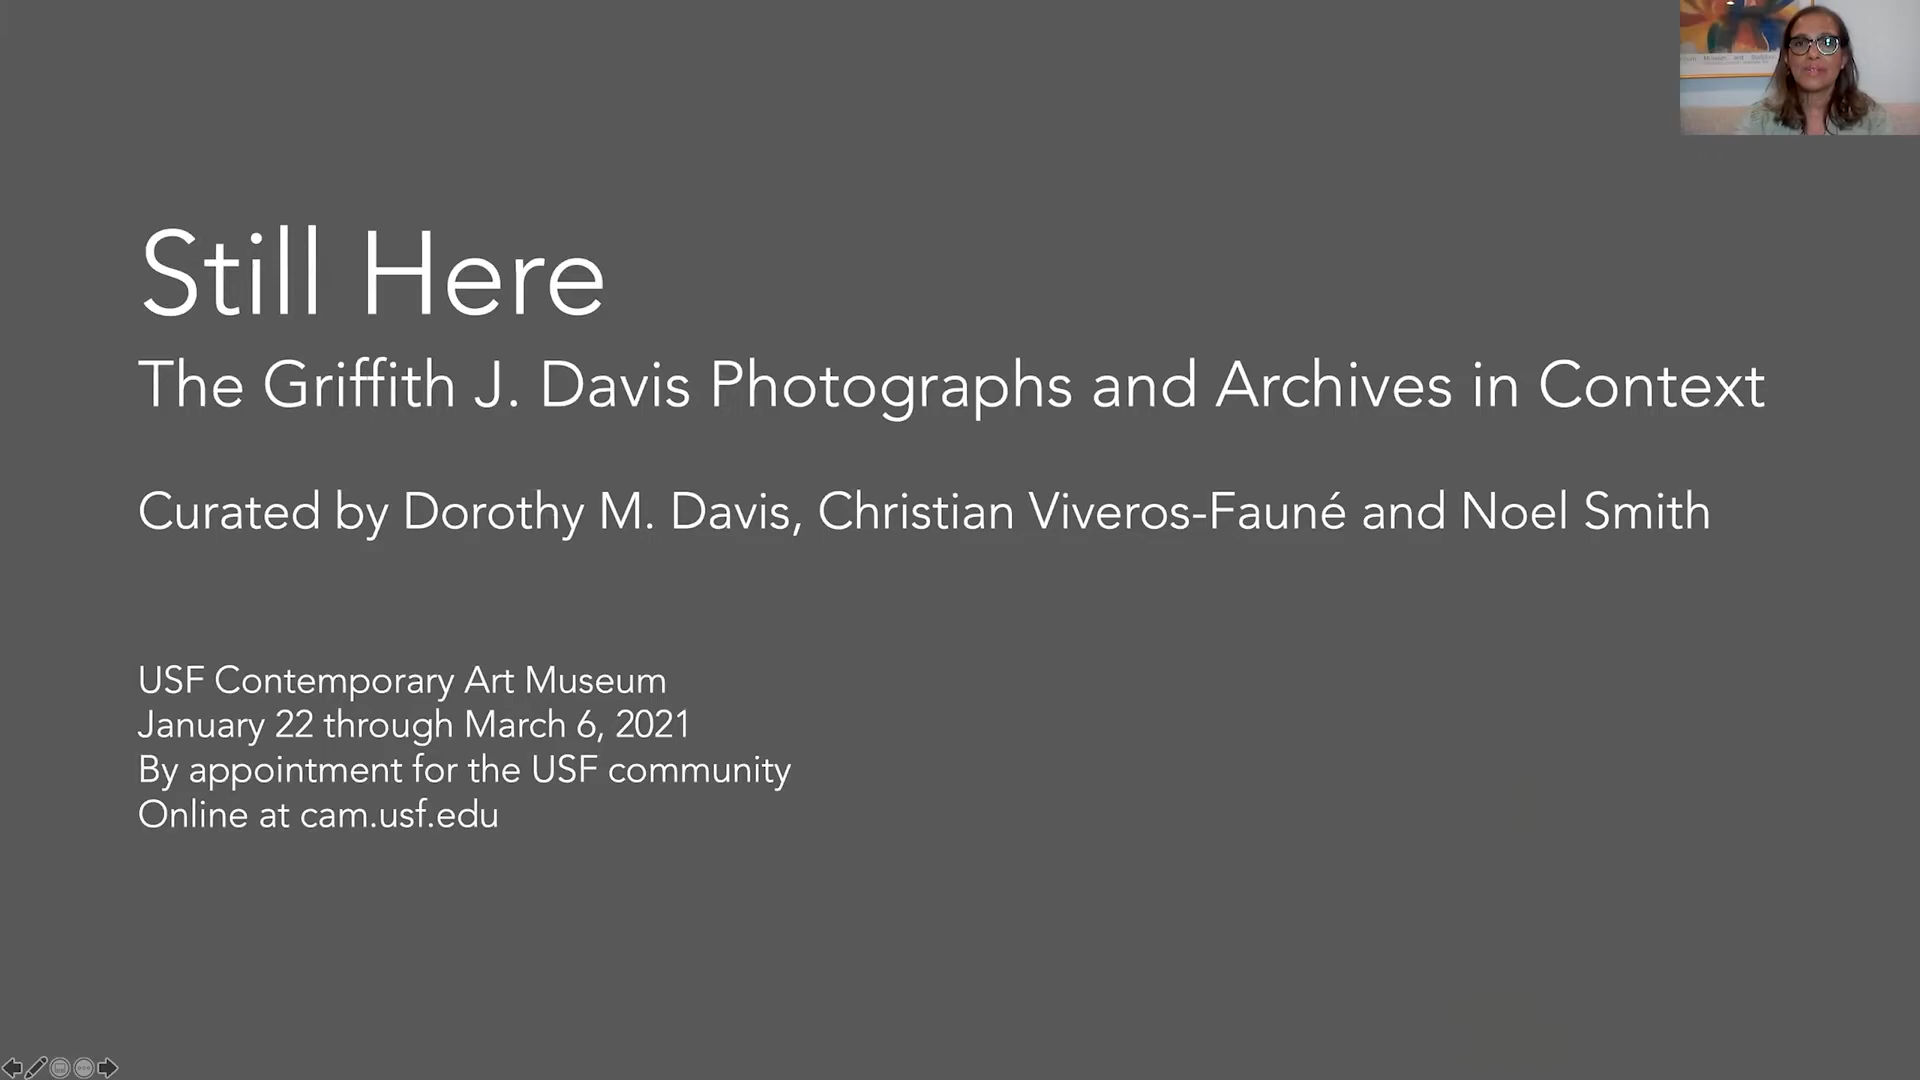 Still Here
The Griffith J. Davis Photographs and Archives in Context
Curated by Dorothy M. Davis, Christian Viveros-Fauné and Noel Smith
USF Contemporary Art Museum
January 22 through March 6, 2021
By appointment for the USF community
Online at cam.usf.edu